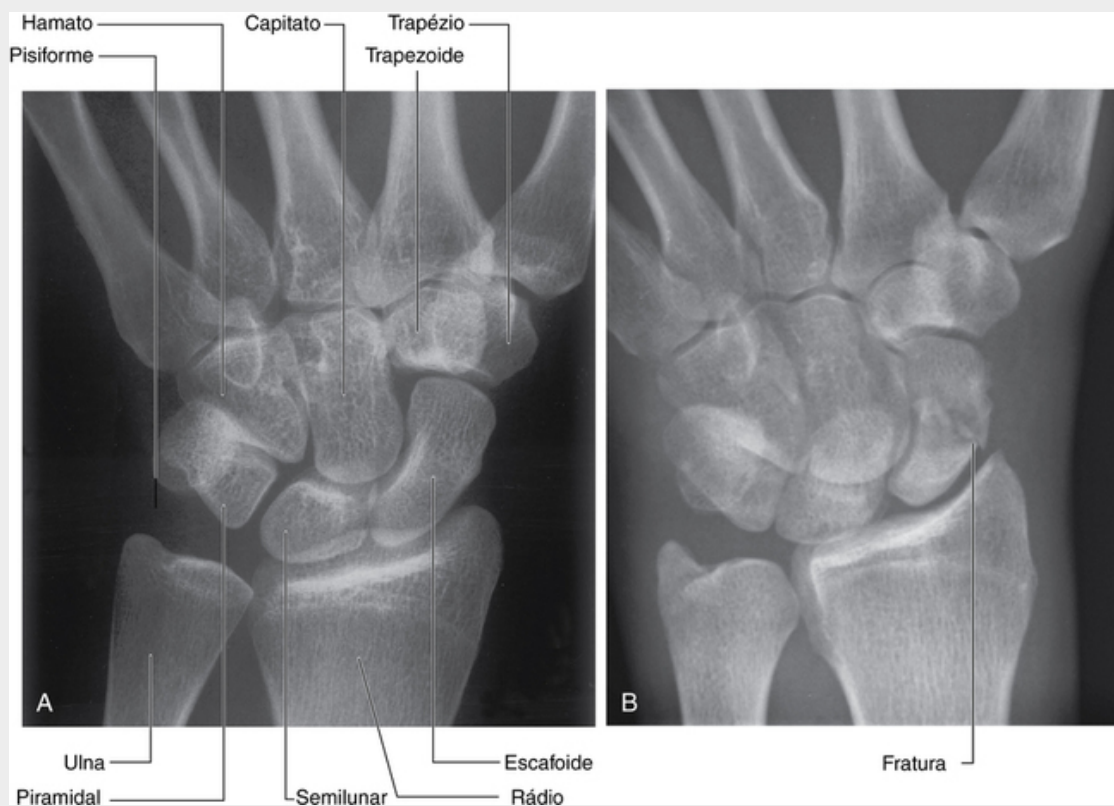 Hamato
Capitato
Trapézio
Pisiforme
Trapezoide
A
B
Ulna
Escafoide
Fratura
Piramidal
Semilunar
Rádio